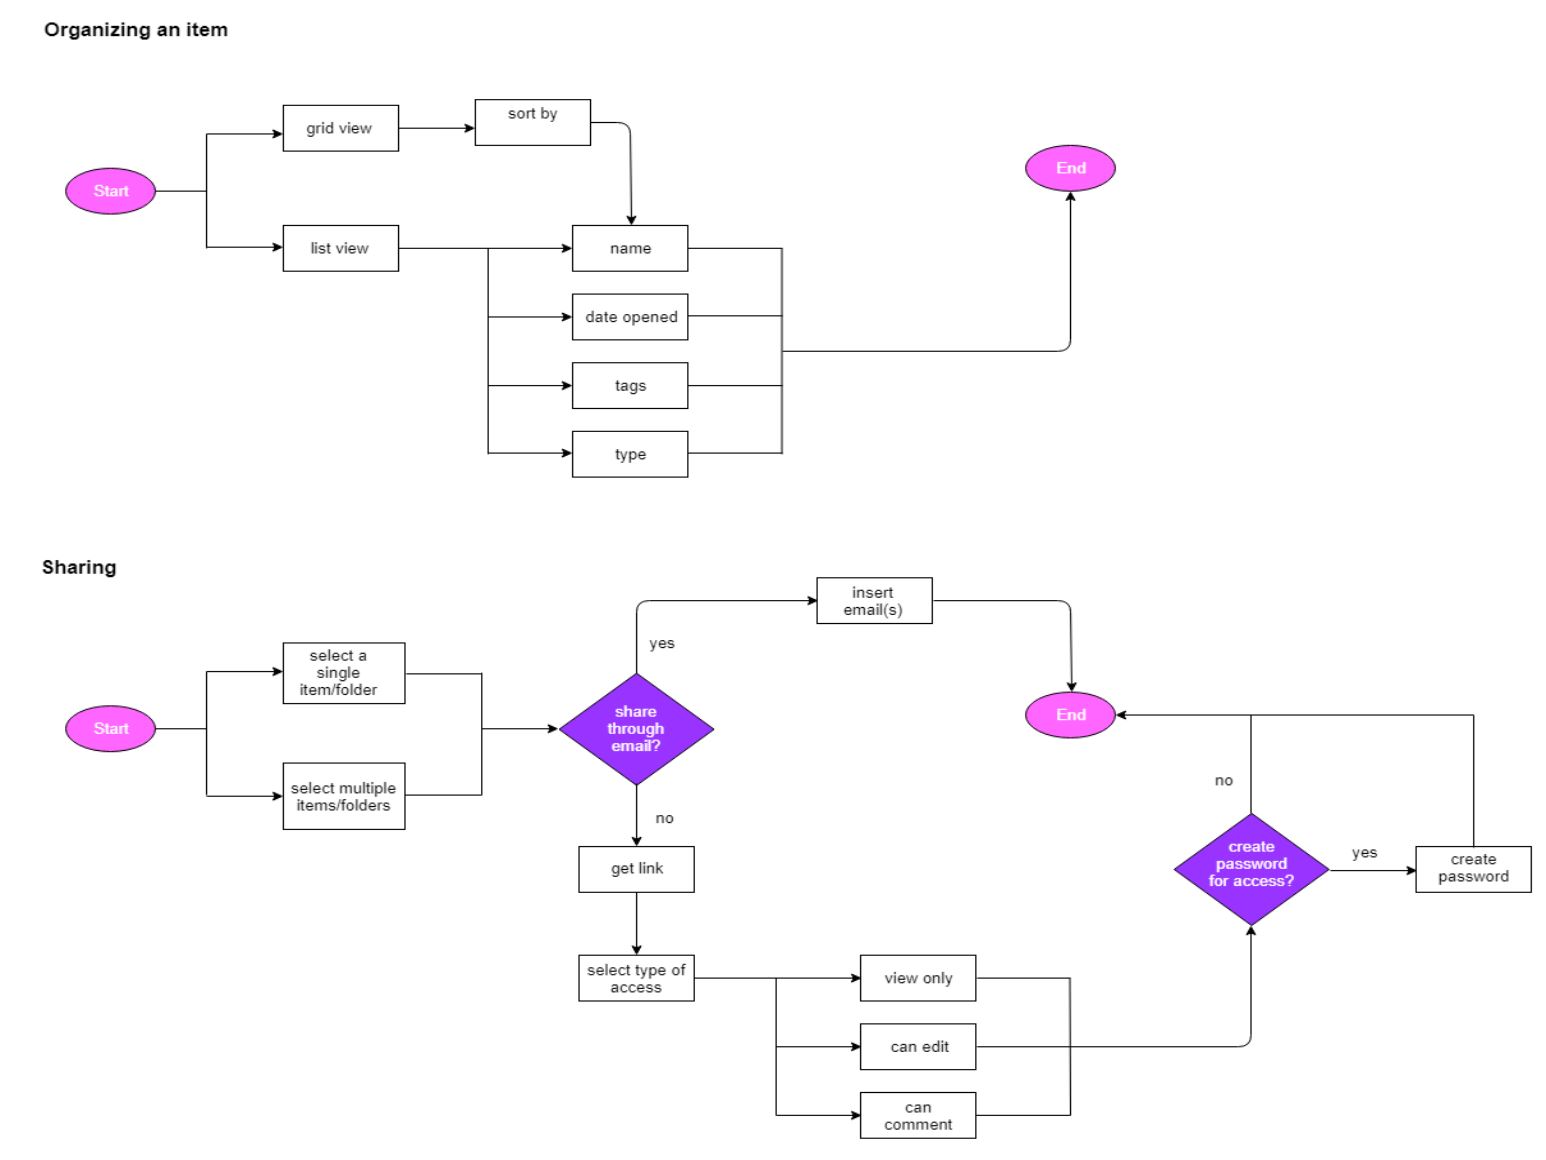 Organizing an item
grid view
sort by
Start
End
list view
name
date opened
tags
type
Sharing
insert
email(s)
yes
select a
single
item/folder
Start
share
through
email?
End
select multiple
items/folders
no
no
get link
create
password
for access?
yes
create
password
select type of
access
view only
can edit
can
comment